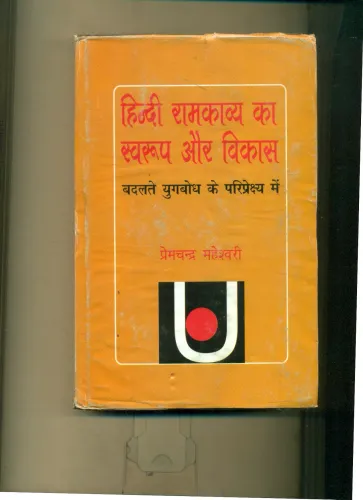 हिन्दी रामकाव्य का
स्वरूप और विकास
बदलते युगबोध के परिप्रेक्ष्य में
प्रेमचन्द्र महेश्वरी